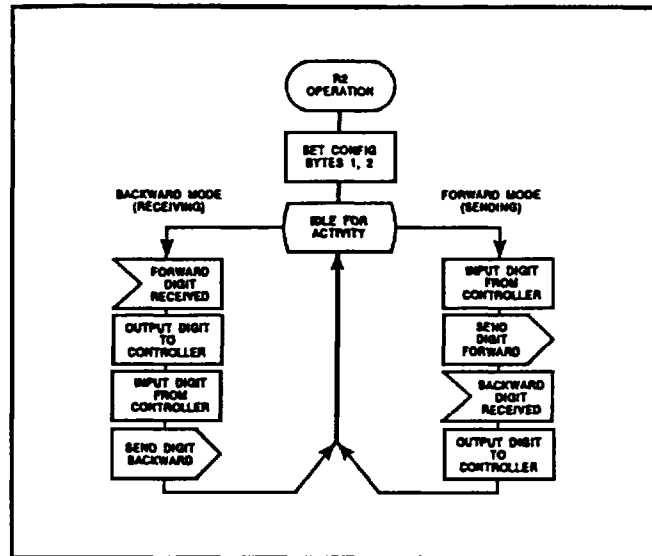 R2
OPERATION
SET CONFIG
BYTES 1, 2
BACKWARD MODE
(RECEIVING)
FORWARD MODE
(SENDING)
IDLE FOR
ACTIVITY
FORWARD
DIGIT
RECEIVED
OUTPUT DIGIT
TO
CONTROLLER
INPUT DIGIT
FROM
CONTROLLER
SEND DIGIT
BACKWARD
INPUT DIGIT
FROM
CONTROLLER
SEND
DIGIT
FORWARD
BACKWARD
DIGIT
RECEIVED
OUTPUT DIGIT
TO
CONTROLLER